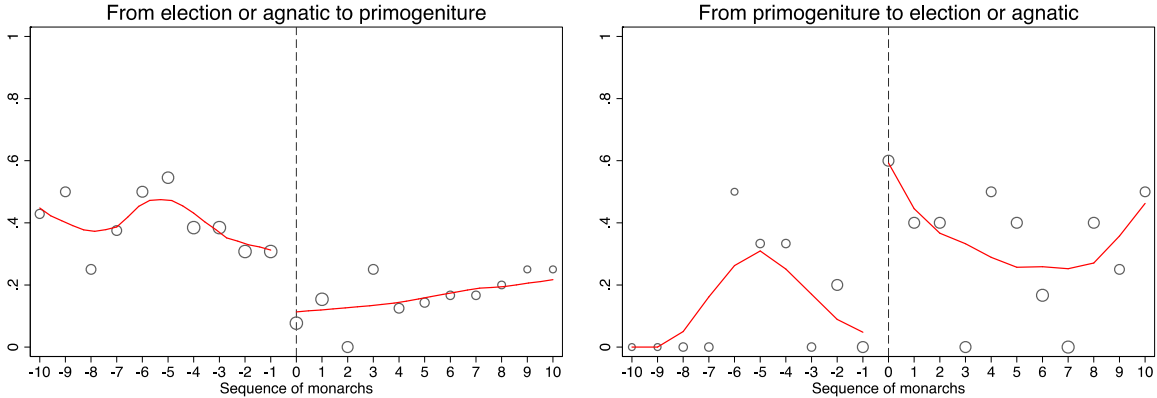 From election or agnatic to primogeniture
1
.8
.6
.4
.2
0
-10 -9 -8 -7 -6 -5 -4 -3 -2 -1 0 1 2 3 4 5 6 7 8 9 10
Sequence of monarchs
From primogeniture to election or agnatic
1
.8
.6
.4
.2
0
-10 -9 -8 -7 -6 -5 -4 -3 -2 -1 0 1 2 3 4 5 6 7 8 9 10
Sequence of monarchs